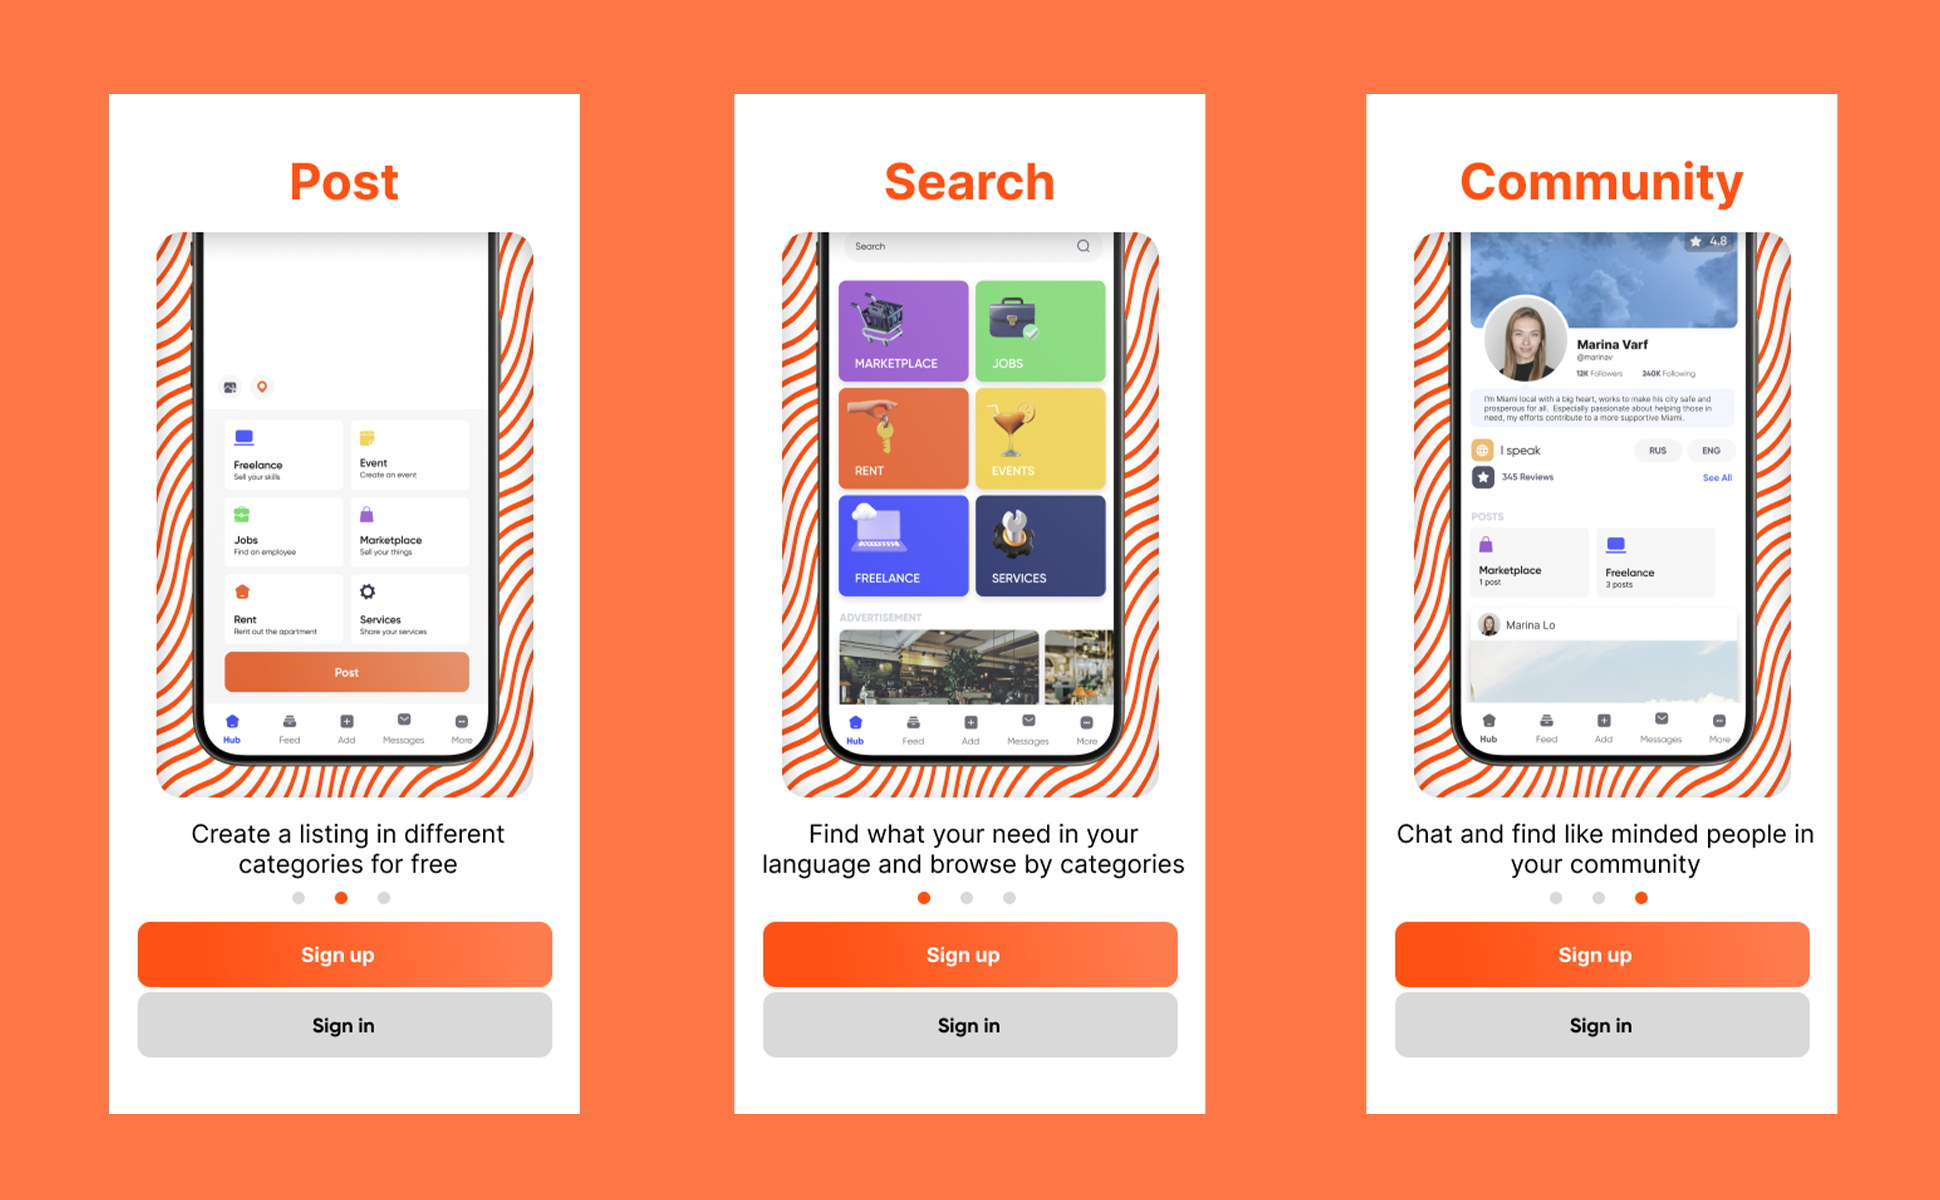 Post
Freelance
Sell your skills
Event
Create an event
Jobs
Find an employee
Marketplace
Sell your things
Rent
Rent out the apartment
Services
Share your services
Post
Hub
Feed
Add
Messages
More
Create a listing in different
categories for free
Sign up
Sign in
Search
Search
MARKETPLACE
JOBS
RENT
EVENTS
FREELANCE
SERVICES
ADVERTISEMENT
Hub
Feed
Add
Messages
More
Find what your need in your
language and browse by categories
Sign up
Sign in
Community
4.8
Marina Varf
@marinav
12K Followers
240K Following
I'm Miami local with a big heart, works to make his city safe and
prosperous for all. Especially passionate about helping those in
need, my efforts contribute to a more supportive Miami.
I speak
RUS
ENG
345 Reviews
See All
POSTS
Marketplace
1 post
Freelance
3 posts
Marina Lo
Hub
Feed
Add
Messages
More
Chat and find like minded people in
your community
Sign up
Sign in